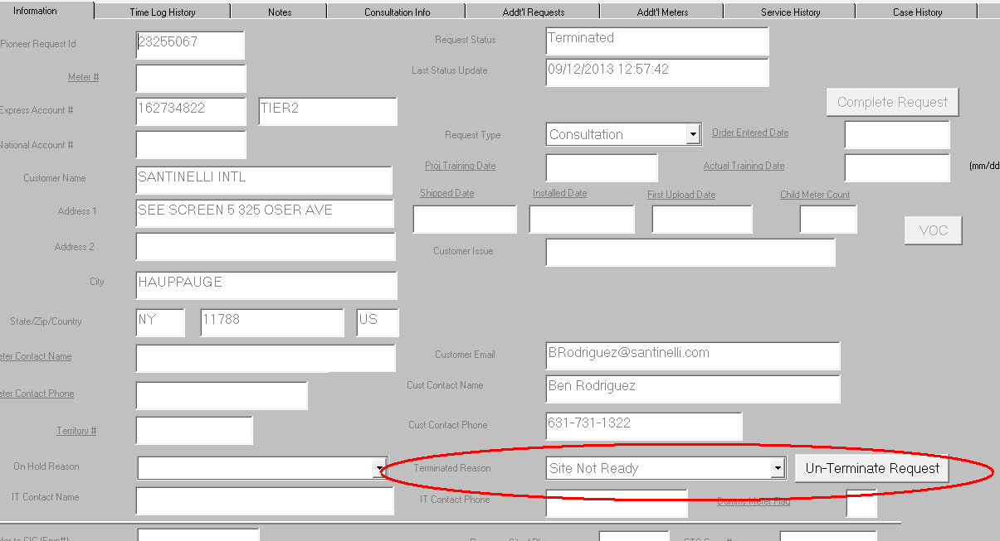 Information Time Log History Notes Consultation Info Addt'l Requests Addt'l Meters Service History Case History
Pioneer Request Id 23255067 Request Status Terminated
Meter # Last Status Update 09/12/2013 12:57:42
Express Account # 162734822 TIER2 Complete Request
National Account # Request Type Consultation Order Entered Date
Proj Training Date Actual Training Date (mm/dd
Customer Name SANTINELLI INTL
Shipped Date Installed Date First Upload Date Child Meter Count
Address 1 SEE SCREEN 5 325 OSER AVE
VOC
Address 2 Customer Issue
City HAUPPAUGE
State/Zip/Country NY 11788 US
eter Contact Name Customer Email BRodriguez@santinelli.com
eter Contact Phone Cust Contact Name Ben Rodriguez
Territory # Cust Contact Phone 631-731-1322
On Hold Reason Terminated Reason Site Not Ready Un-Terminate Request
IT Contact Name IT Contact Phone Dummy Meter Flag